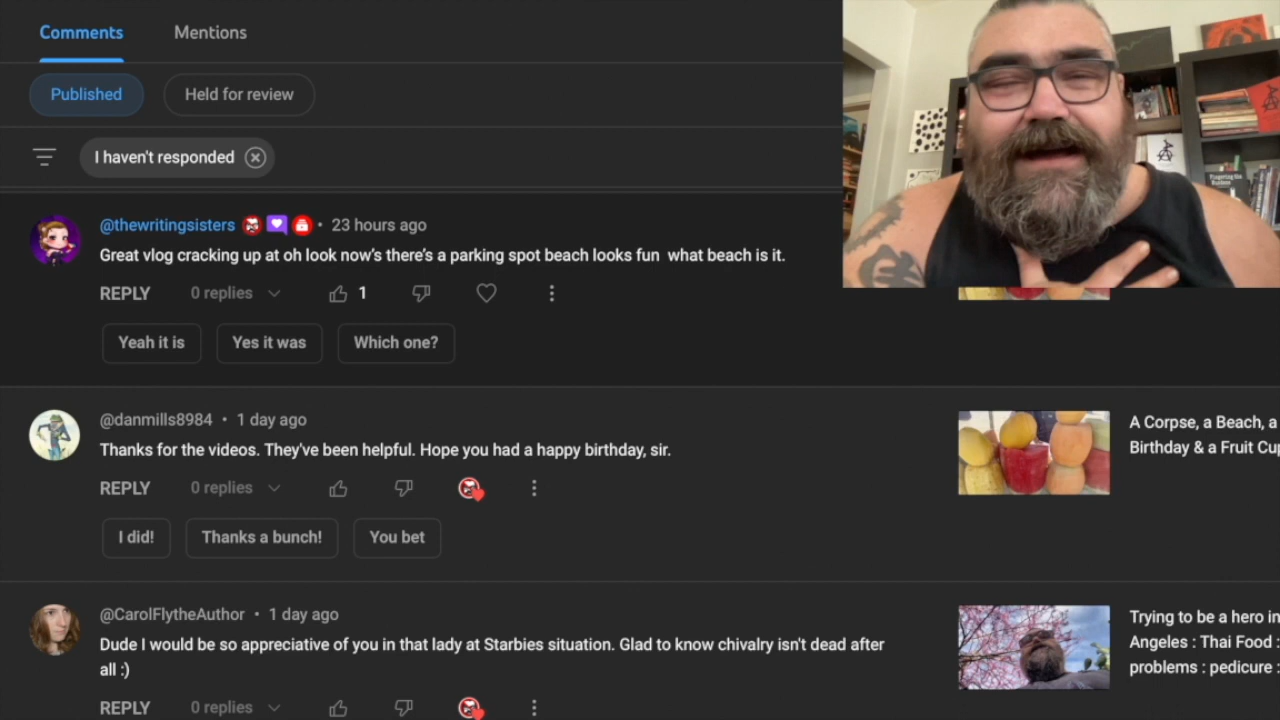 Comments
Mentions
Published
Held for review
I haven't responded
@thewritingsisters • 23 hours ago
Great vlog cracking up at oh look now's there's a parking spot beach looks fun what beach is it.
REPLY 0 replies 1
Yeah it is
Yes it was
Which one?
@danmills8984 • 1 day ago
Thanks for the videos. They've been helpful. Hope you had a happy birthday, sir.
A Corpse, a Beach, a
Birthday & a Fruit Cup
REPLY 0 replies
I did!
Thanks a bunch!
You bet
@CarolFlytheAuthor • 1 day ago
Dude I would be so appreciative of you in that lady at Starbies situation. Glad to know chivalry isn't dead after
all :)
Trying to be a hero in
Angeles : Thai Food :
problems : pedicure :
REPLY 0 replies